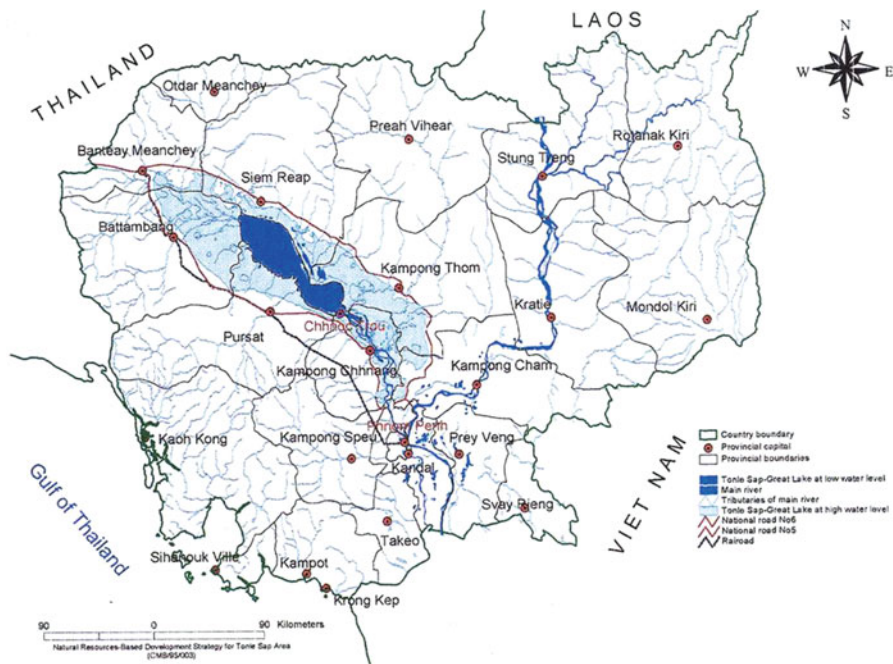 LAOS
THAILAND
N
W E
S
Otdar Meanchey
Preah Vihear
Rotanak Kiri
Stung Treng
Banteay Meanchey
Siem Reap
Battambang
Kampong Thom
Kratie
Mondol Kiri
Chhnoc Trou
Pursat
Kampong Chhnang
Kampong Cham
Phnom Penh
Kaoh Kong
Kampong Speu
Prey Veng
Kandal
Svay Rieng
Takeo
Gulf of Thailand
VIET NAM
Sihanouk Ville
Kampot
Krong Kep
Country boundary
Provincial capital
Provincial boundaries
Tonle Sap-Great Lake at low water level
Main river
Tributaries of main river
Tonle Sap-Great Lake at high water level
National road No6
National road No5
Railroad
90 0 90 Kilometers
Natural Resources-Based Development Strategy for Tonle Sap Area
(CMB/95/003)